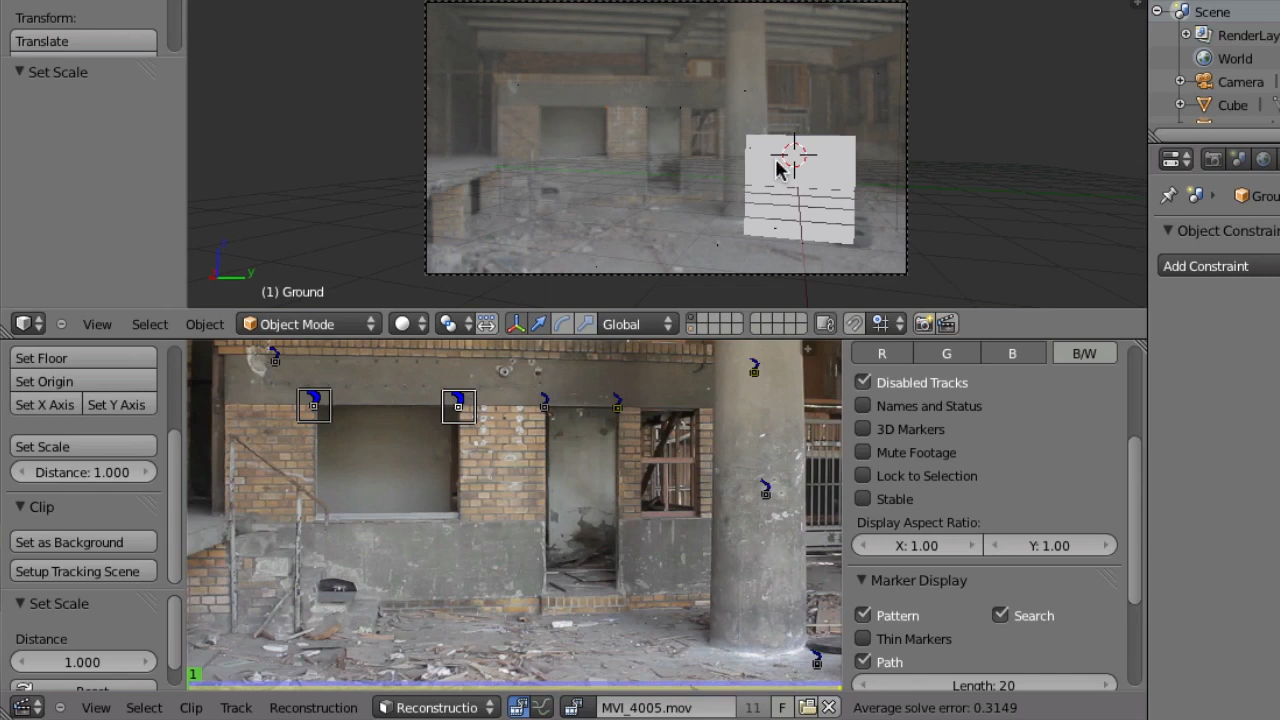 Transform:
Translate
Set Scale
y
(1) Ground
View Select Object Object Mode Global
Set Floor
Set Origin
Set X Axis Set Y Axis
Set Scale
Distance: 1.000
Clip
Set as Background
Setup Tracking Scene
Set Scale
Distance
1.000
1
View Select Clip Track Reconstruction Reconstructio MVI_4005.mov 11 F
R G B B/W
Disabled Tracks
Names and Status
3D Markers
Mute Footage
Lock to Selection
Stable
Display Aspect Ratio:
X: 1.00 Y: 1.00
Marker Display
Pattern Search
Thin Markers
Path
Length: 20
Average solve error: 0.3149
Scene
RenderLay
World
Camera
Cube
Grou
Object Constrain
Add Constraint